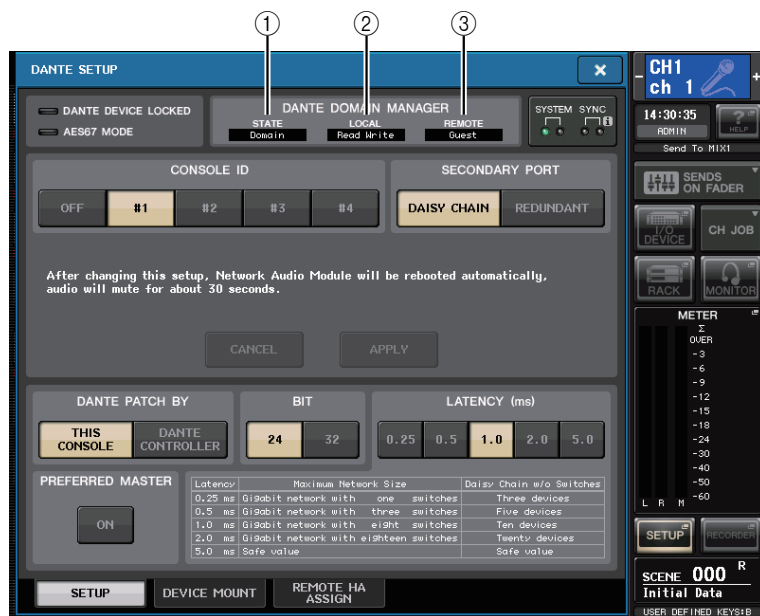 ① ② ③
DANTE SETUP
DANTE DEVICE LOCKED
AES67 MODE
DANTE DOMAIN MANAGER
STATE LOCAL REMOTE
Domain Read Write Guest
SYSTEM SYNC
CONSOLE ID
OFF #1 #2 #3 #4
SECONDARY PORT
DAISY CHAIN REDUNDANT
After changing this setup, Network Audio Module will be rebooted automatically,
audio will mute for about 30 seconds.
CANCEL APPLY
DANTE PATCH BY
THIS CONSOLE DANTE CONTROLLER
BIT
24 32
LATENCY (ms)
0.25 0.5 1.0 2.0 5.0
PREFERRED MASTER
ON
Latency Maximum Network Size Daisy Chain w/o Switches
0.25 ms Gigabit network with one switches Three devices
0.5 ms Gigabit network with three switches Five devices
1.0 ms Gigabit network with eight switches Ten devices
2.0 ms Gigabit network with eighteen switches Twenty devices
5.0 ms Safe value Safe value
SETUP DEVICE MOUNT REMOTE HA ASSIGN
- CH1 +
ch 1
14:30:35
ADMIN
? HELP
Send To MIX1
SENDS ON FADER
I/O DEVICE CH JOB
RACK MONITOR
METER
Σ
OVER
-3
-6
-9
-12
-15
-18
-24
-30
-40
-50
-60
L R M
SETUP RECORDER
SCENE 000 R
Initial Data
USER DEFINED KEYS:B